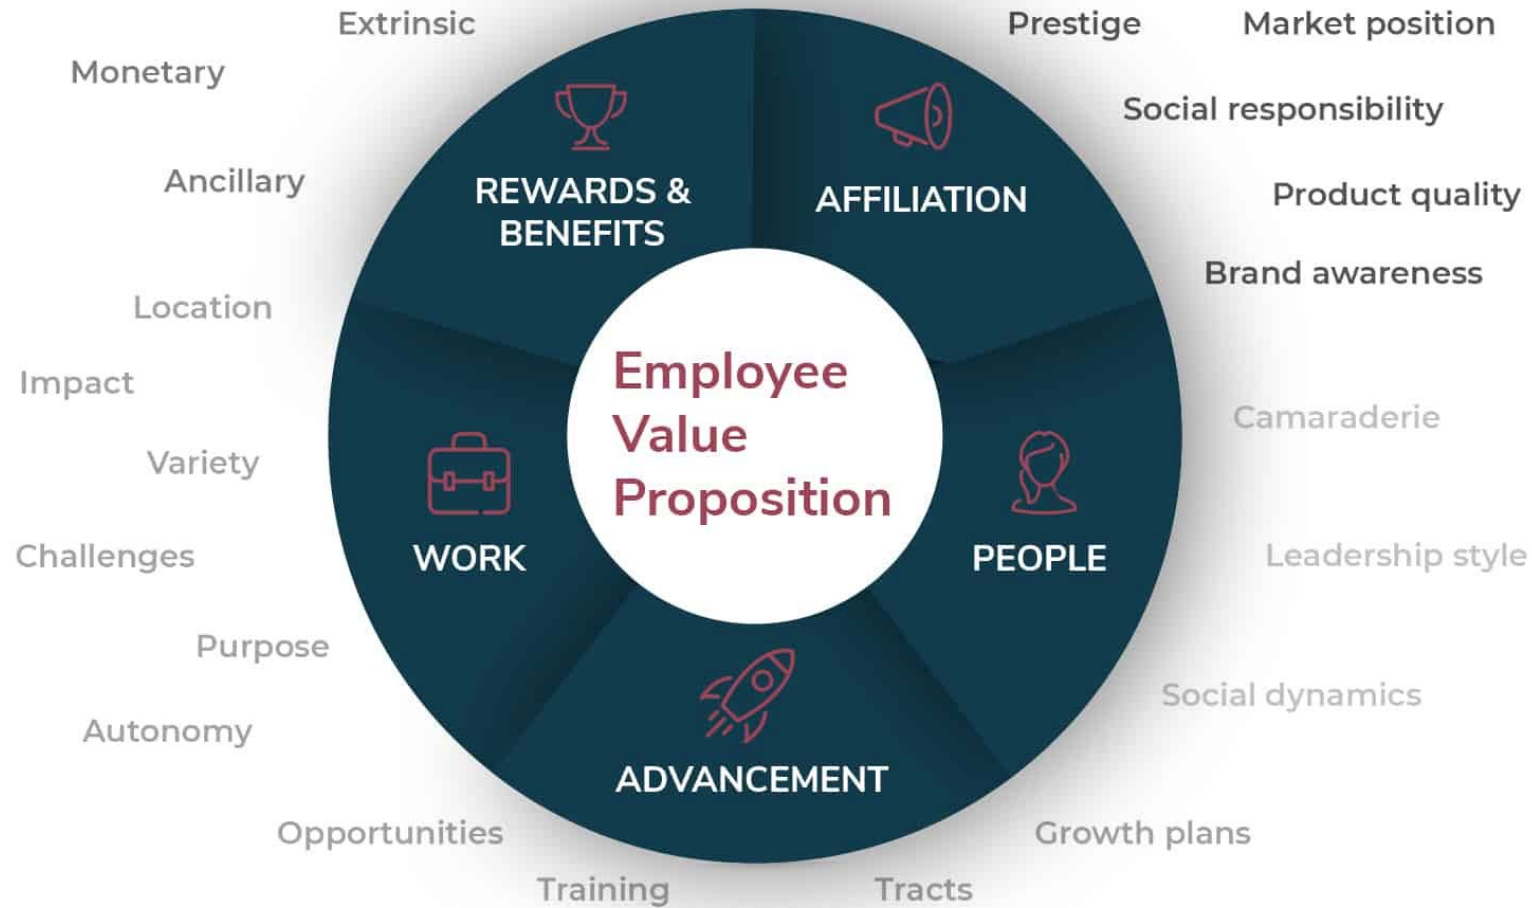 Extrinsic
Monetary
Ancillary
REWARDS &
BENEFITS
Prestige
Market position
Social responsibility
Product quality
Brand awareness
AFFILIATION
Employee
Value
Proposition
Location
Impact
Variety
Challenges
Purpose
Autonomy
WORK
Camaraderie
Leadership style
Social dynamics
PEOPLE
ADVANCEMENT
Opportunities
Training
Tracts
Growth plans